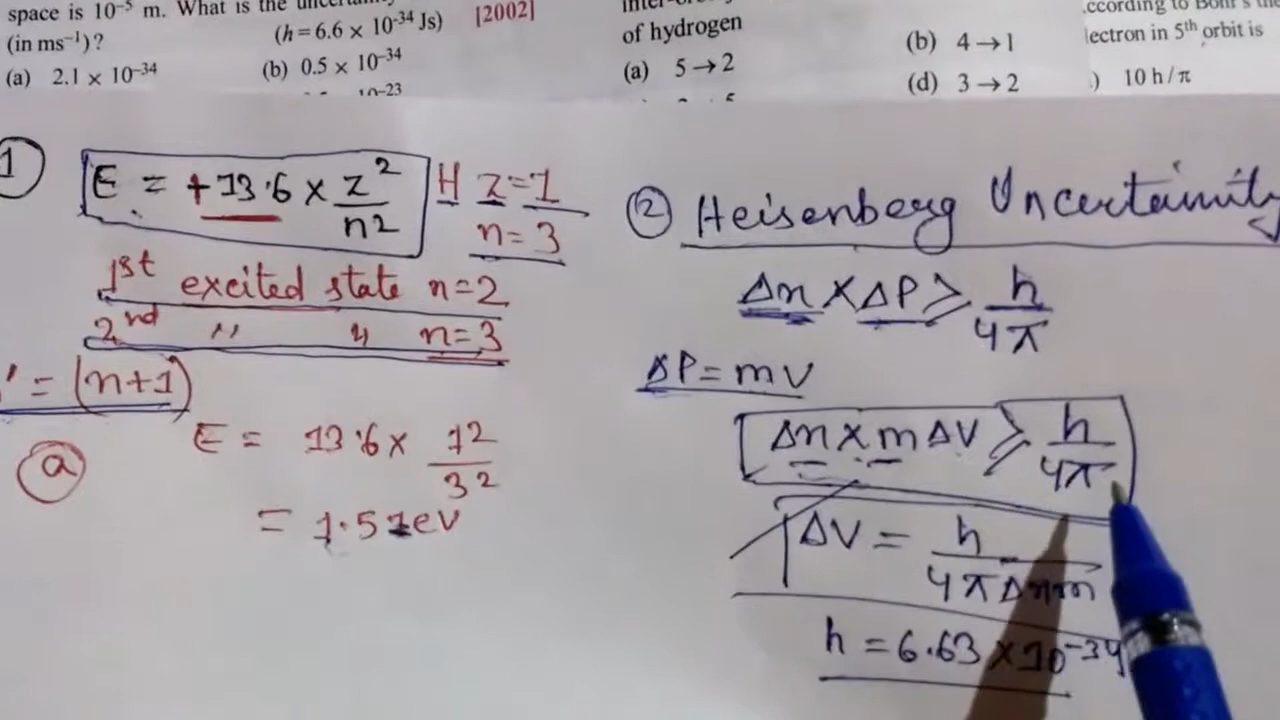 space is 10⁻⁵ m. What is the
(in ms⁻¹)? (h = 6.6 × 10⁻³⁴ Js) [2002]
(a) 2.1 × 10⁻³⁴ (b) 0.5 × 10⁻³⁴
10⁻²³
of hydrogen
(a) 5 → 2 (b) 4 → 1
(d) 3 → 2
ccording to Bohr's
lectron in 5th orbit is
) 10 h / π
1
E = +13.6 × z²/n² H z=1
n=3
1st excited state n=2
2nd " " n=3
' = (n+1)
a
E = 13.6 × 1²/3²
= 1.51ev
② Heisenberg Uncertainity
Δx × ΔP ≥ h/4π
ΔP = mv
Δx × mΔV ≥ h/4π
ΔV = h/4πΔxm
h = 6.63 × 10⁻³⁴